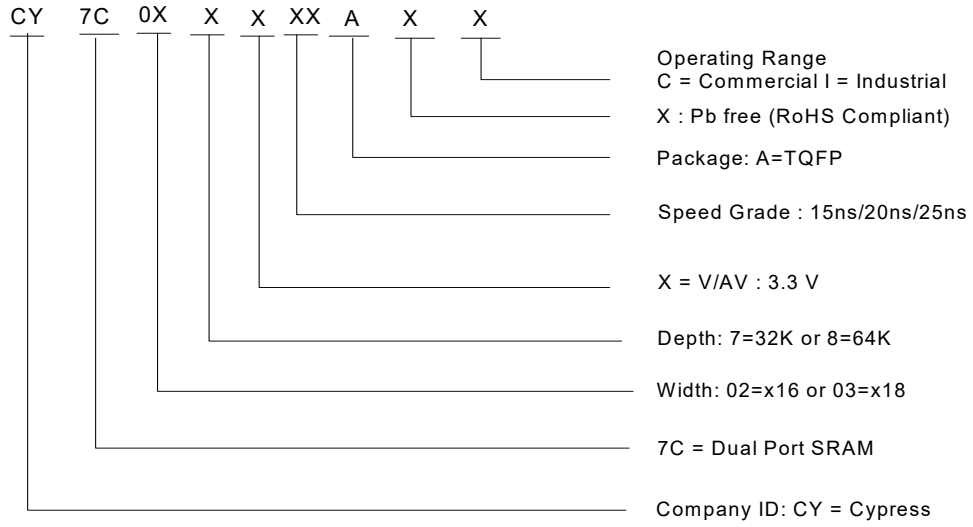 CY 7C 0X X X XX A X X
Operating Range
C = Commercial I = Industrial
X : Pb free (RoHS Compliant)
Package: A=TQFP
Speed Grade : 15ns/20ns/25ns
X = V/AV : 3.3 V
Depth: 7=32K or 8=64K
Width: 02=x16 or 03=x18
7C = Dual Port SRAM
Company ID: CY = Cypress